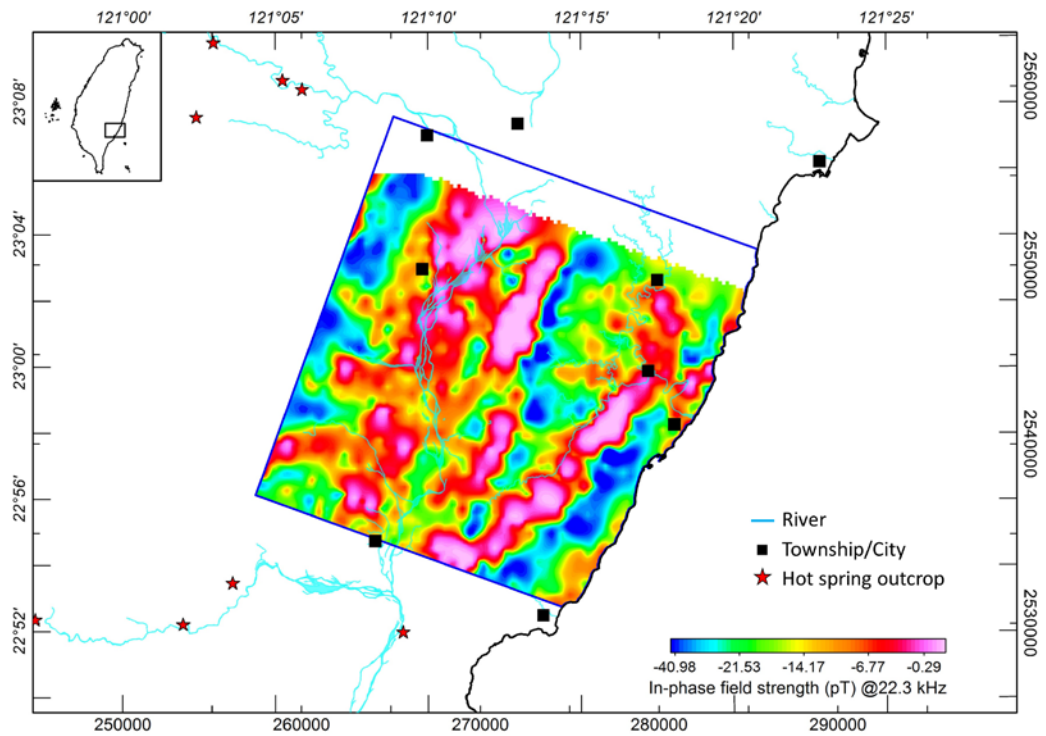 121°00' 121°05' 121°10' 121°15' 121°20' 121°25'
23°08'
23°04'
23°00'
22°56'
22°52'
2560000
2550000
2540000
2530000
River
Township/City
Hot spring outcrop
-40.98 -21.53 -14.17 -6.77 -0.29
In-phase field strength (pT) @22.3 kHz
250000 260000 270000 280000 290000